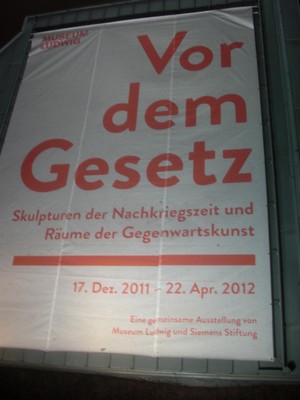 MUSEUM
LUDWIG
Vor
dem
Gesetz
Skulpturen der Nachkriegszeit und
Räume der Gegenwartskunst
17. Dez. 2011 – 22. Apr. 2012
Eine gemeinsame Ausstellung von
Museum Ludwig und Siemens Stiftung